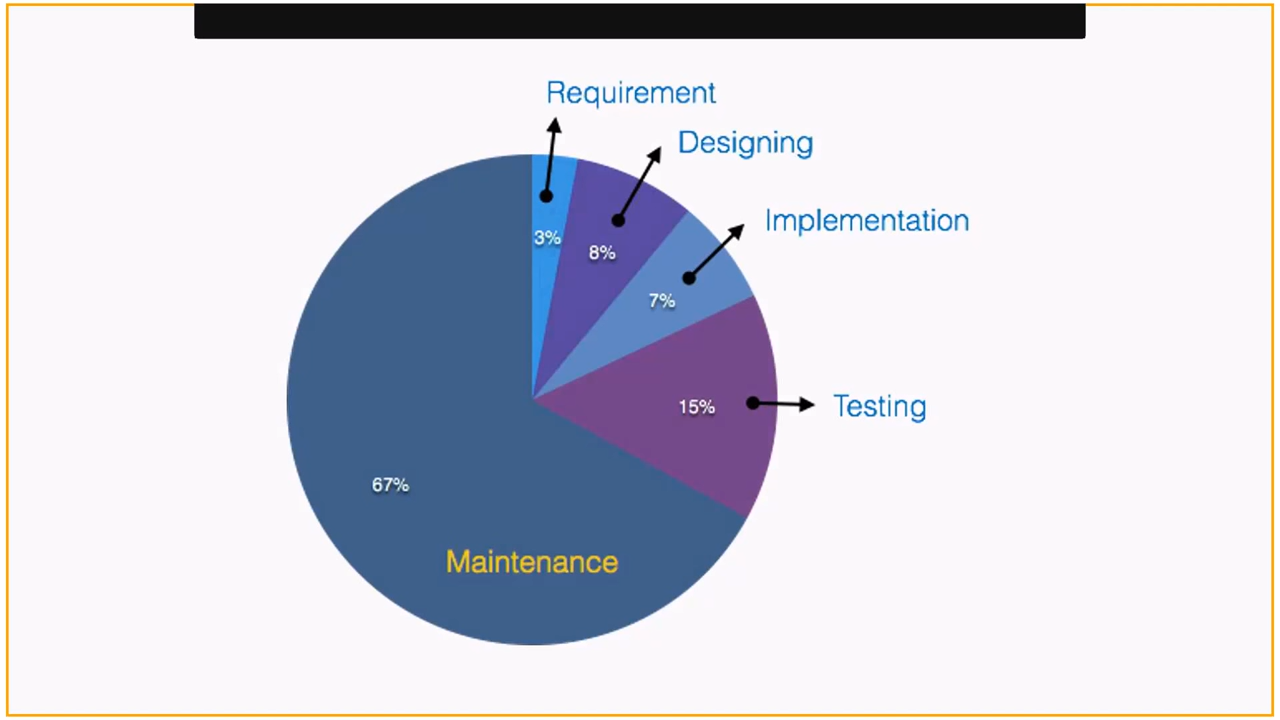 Requirement
Designing
Implementation
3%
8%
7%
15%
Testing
67%
Maintenance